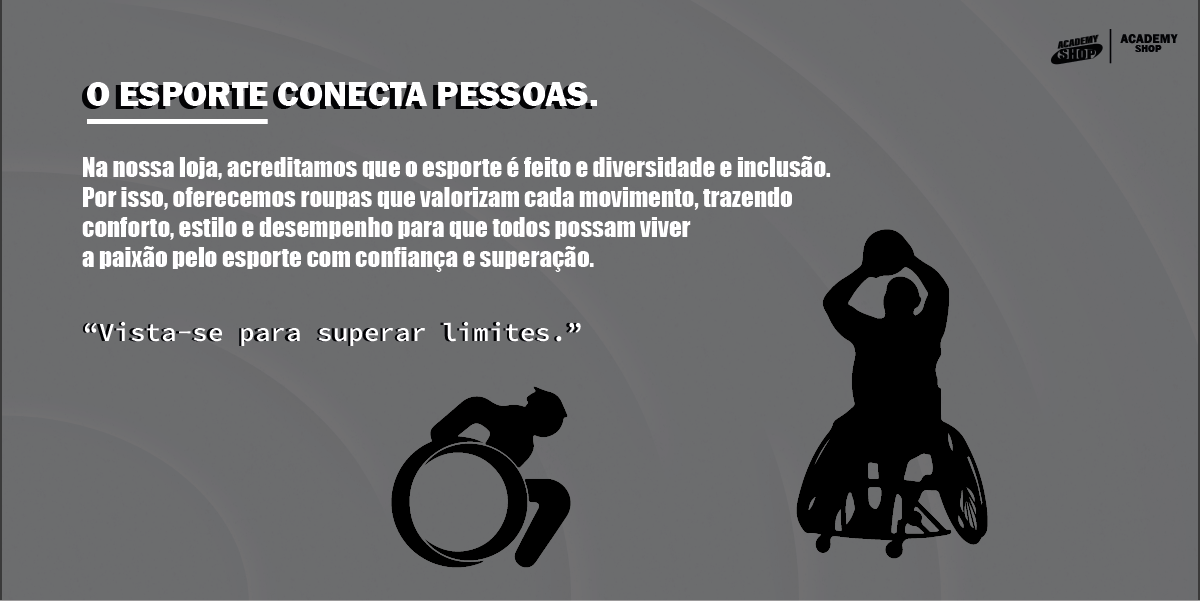 ACADEMY
SHOP
ACADEMY
SHOP
O ESPORTE CONECTA PESSOAS.
Na nossa loja, acreditamos que o esporte é feito e diversidade e inclusão.
Por isso, oferecemos roupas que valorizam cada movimento, trazendo
conforto, estilo e desempenho para que todos possam viver
a paixão pelo esporte com confiança e superação.
“Vista-se para superar limites.”